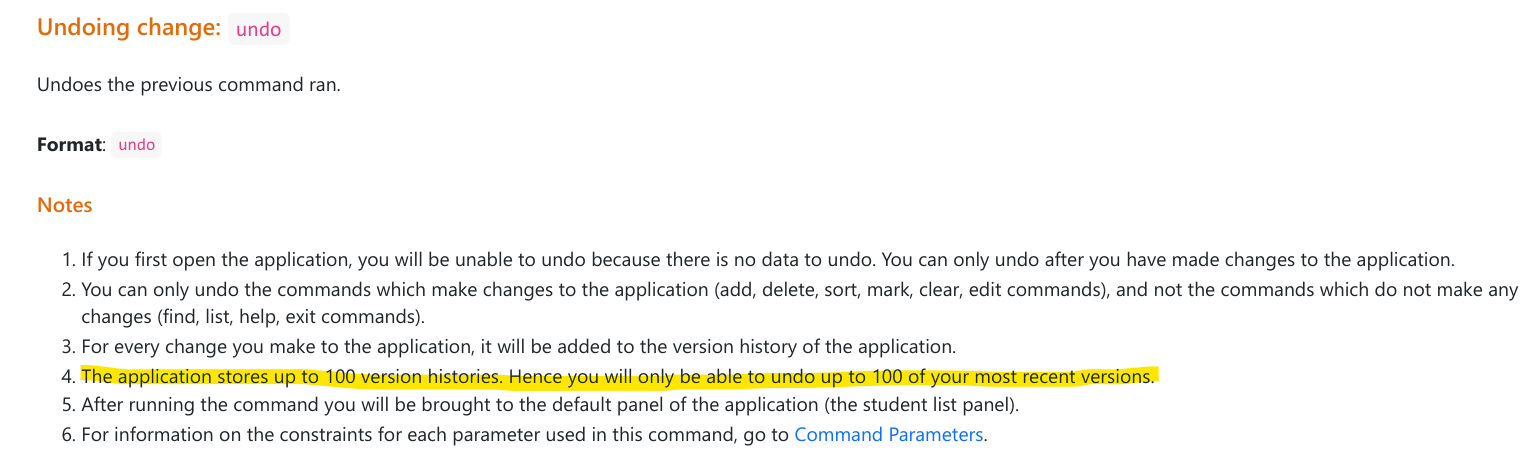 Undoing change: undo
Undoes the previous command ran.
Format: undo
Notes
1. If you first open the application, you will be unable to undo because there is no data to undo. You can only undo after you have made changes to the application.
2. You can only undo the commands which make changes to the application (add, delete, sort, mark, clear, edit commands), and not the commands which do not make any
changes (find, list, help, exit commands).
3. For every change you make to the application, it will be added to the version history of the application.
4. The application stores up to 100 version histories. Hence you will only be able to undo up to 100 of your most recent versions.
5. After running the command you will be brought to the default panel of the application (the student list panel).
6. For information on the constraints for each parameter used in this command, go to Command Parameters.